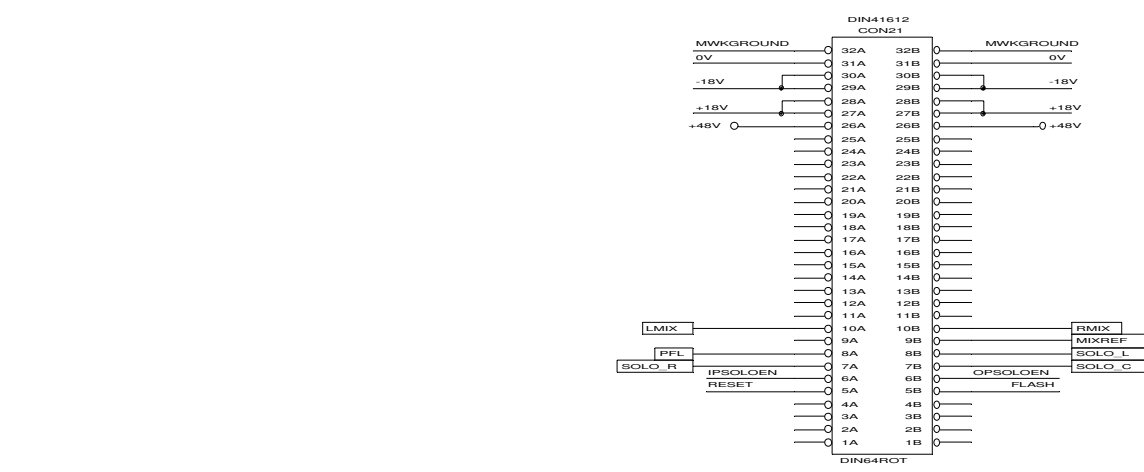 DIN41612
CON21
MWKGROUND 32A 32B MWKGROUND
0V 31A 31B 0V
30A 30B
-18V 29A 29B -18V
28A 28B
+18V 27A 27B +18V
+48V 26A 26B +48V
25A 25B
24A 24B
23A 23B
22A 22B
21A 21B
20A 20B
19A 19B
18A 18B
17A 17B
16A 16B
15A 15B
14A 14B
13A 13B
12A 12B
11A 11B
LMIX 10A 10B RMIX
9A 9B MIXREF
PFL 8A 8B SOLO_L
SOLO_R 7A 7B SOLO_C
IPSOLOEN 6A 6B OPSOLOEN
RESET 5A 5B FLASH
4A 4B
3A 3B
2A 2B
1A 1B
DIN64ROT